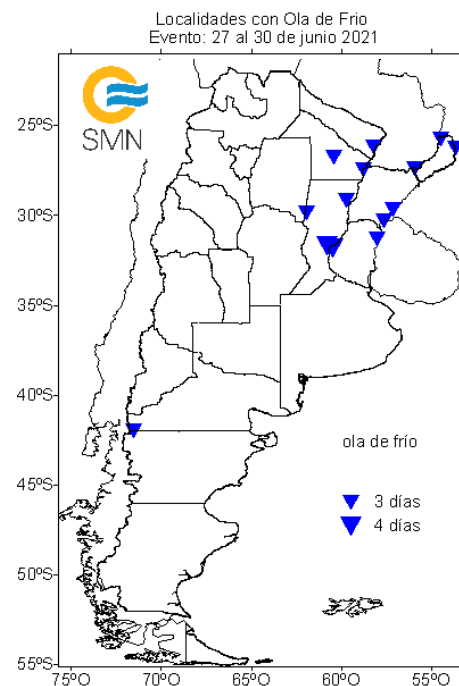 Localidades con Ola de Frio
Evento: 27 al 30 de junio 2021
SMN
25ºS
30ºS
35ºS
40ºS
45ºS
50ºS
55ºS
ola de frío
3 días
4 días
75ºO 70ºO 65ºO 60ºO 55ºO